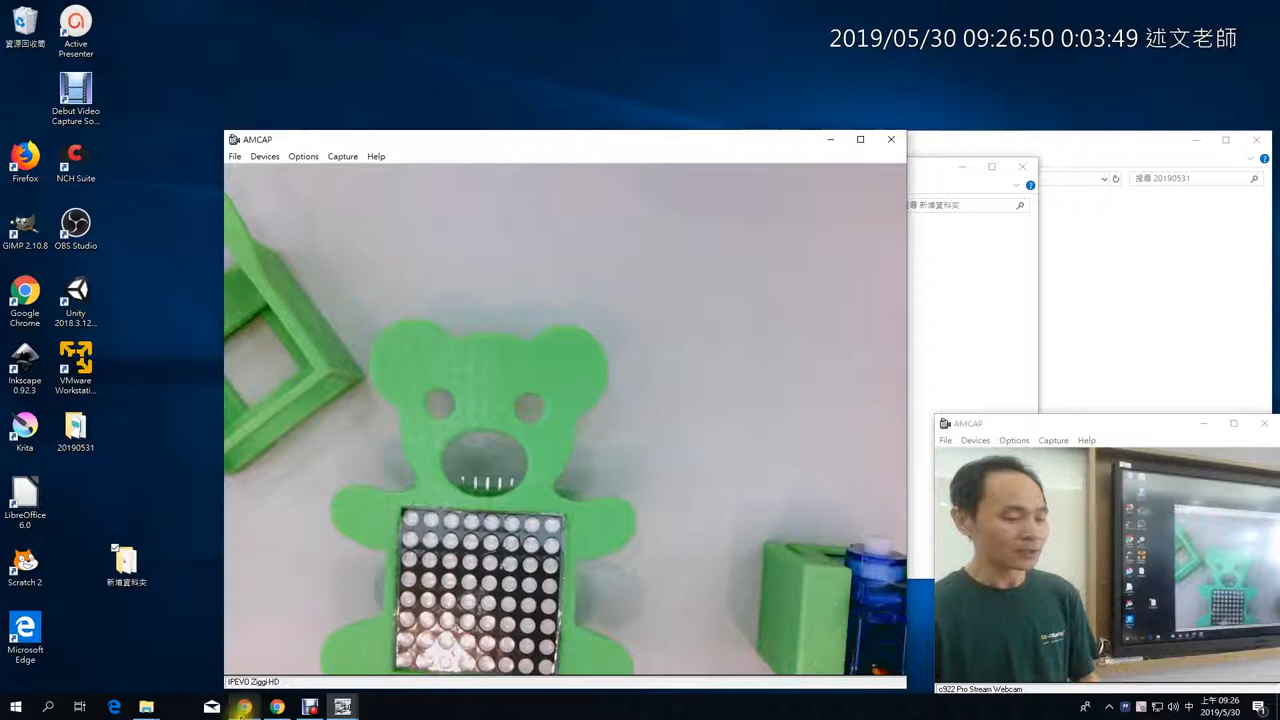 2019/05/30 09:26:50 0:03:49 述文老師
資源回收筒
Active
Presenter
Debut Video
Capture So...
Firefox
NCH Suite
GIMP 2.10.8
OBS Studio
Google
Chrome
Unity
2018.3.12...
Inkscape
0.92.3
VMware
Workstati...
Krita
20190531
LibreOffice
6.0
Scratch 2
新增資料夾
Microsoft
Edge
AMCAP
File Devices Options Capture Help
IPEVO Ziggi-HD
搜尋 20190531
尋 新增資料夾
AMCAP
File Devices Options Capture Help
c922 Pro Stream Webcam
中
上午 09:26
2019/5/30